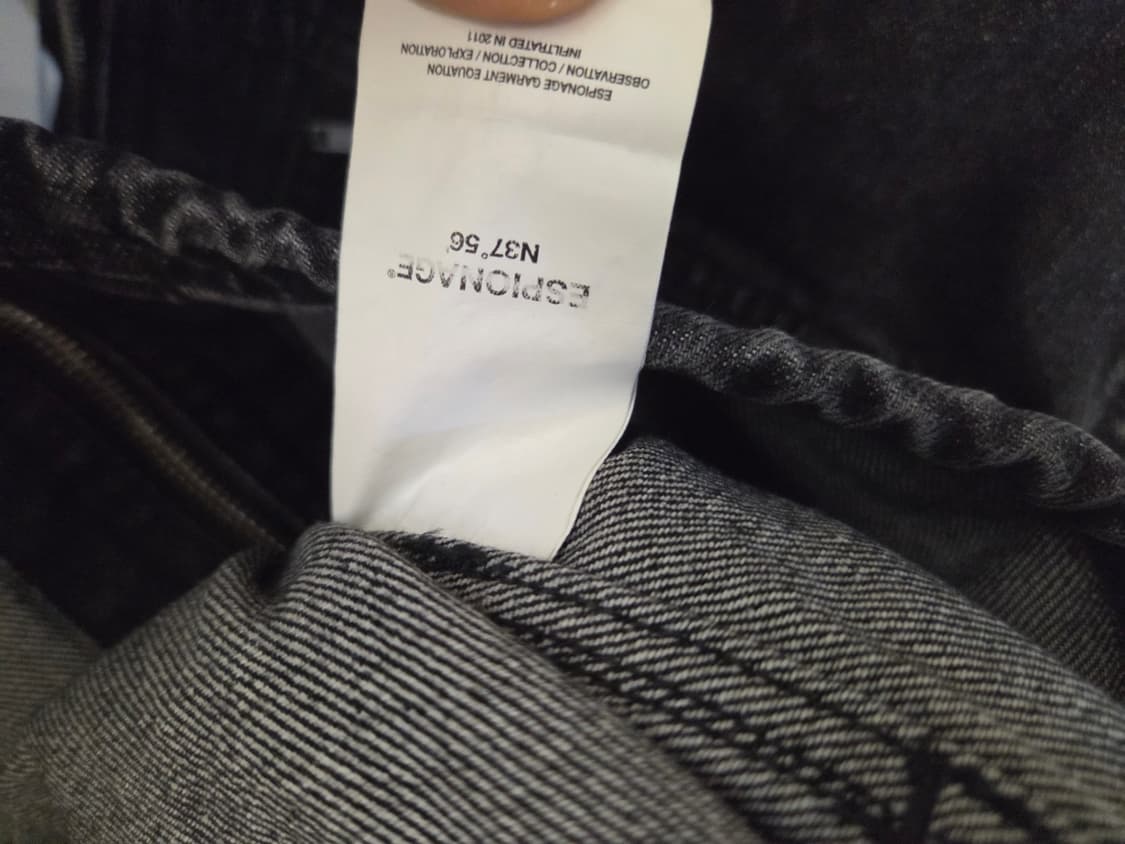 ESPIONAGE®
N37°56'
ESPIONAGE GARMENT EQUATION
OBSERVATION / COLLECTION / EXPLORATION
INFILTRATED IN 2011